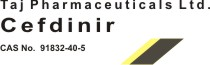 Taj Pharmaceuticals Ltd.
Cefdinir
CAS No. 91832-40-5